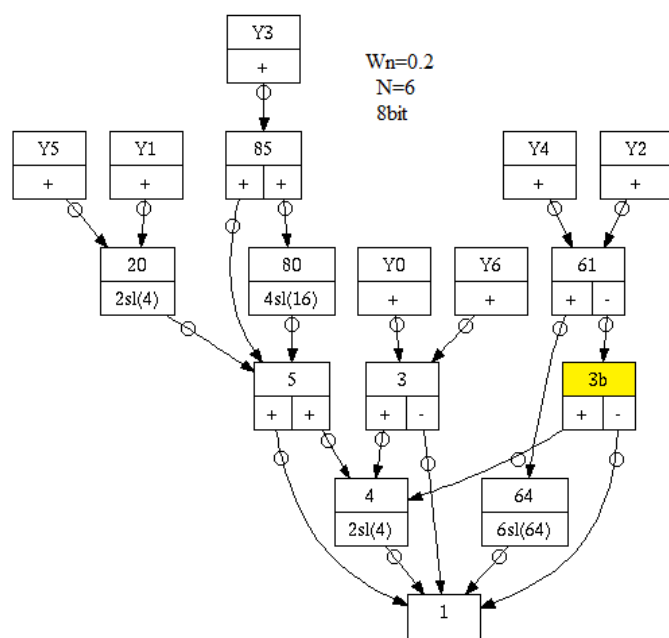 Y3
+
Wn=0.2
N=6
8bit
Y5
+
Y1
+
85
+ +
Y4
+
Y2
+
20
2sl(4)
80
4sl(16)
Y0
+
Y6
+
61
+ -
5
+ +
3
+ -
3b
+ -
4
2sl(4)
64
6sl(64)
1